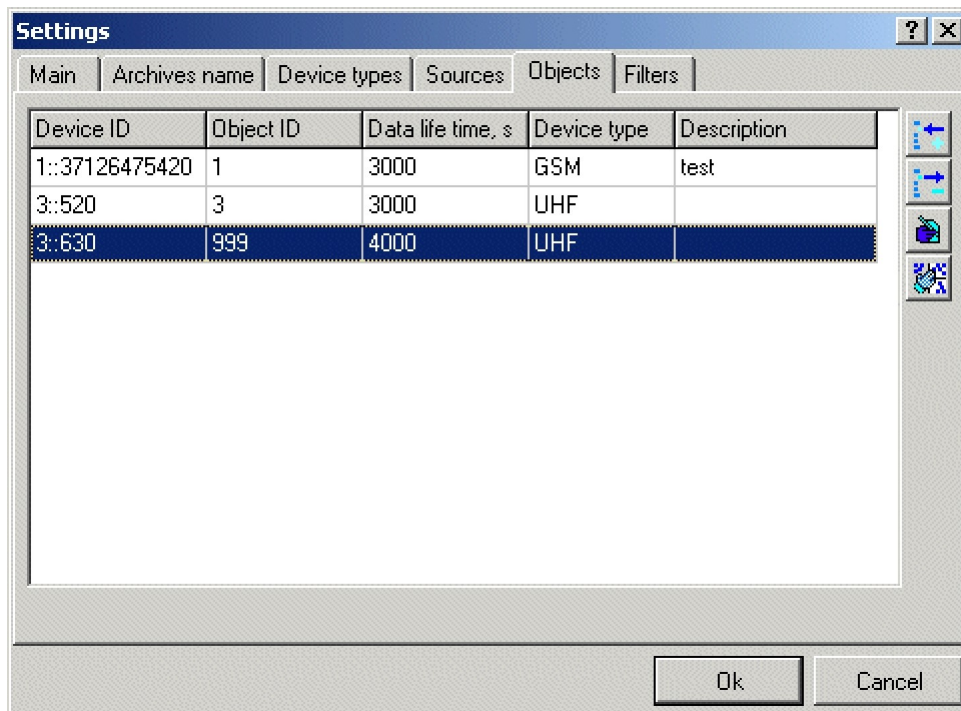 Settings
Main Archives name Device types Sources Objects Filters
Device ID Object ID Data life time, s Device type Description
1::37126475420 1 3000 GSM test
3::520 3 3000 UHF
3::630 999 4000 UHF
Ok Cancel